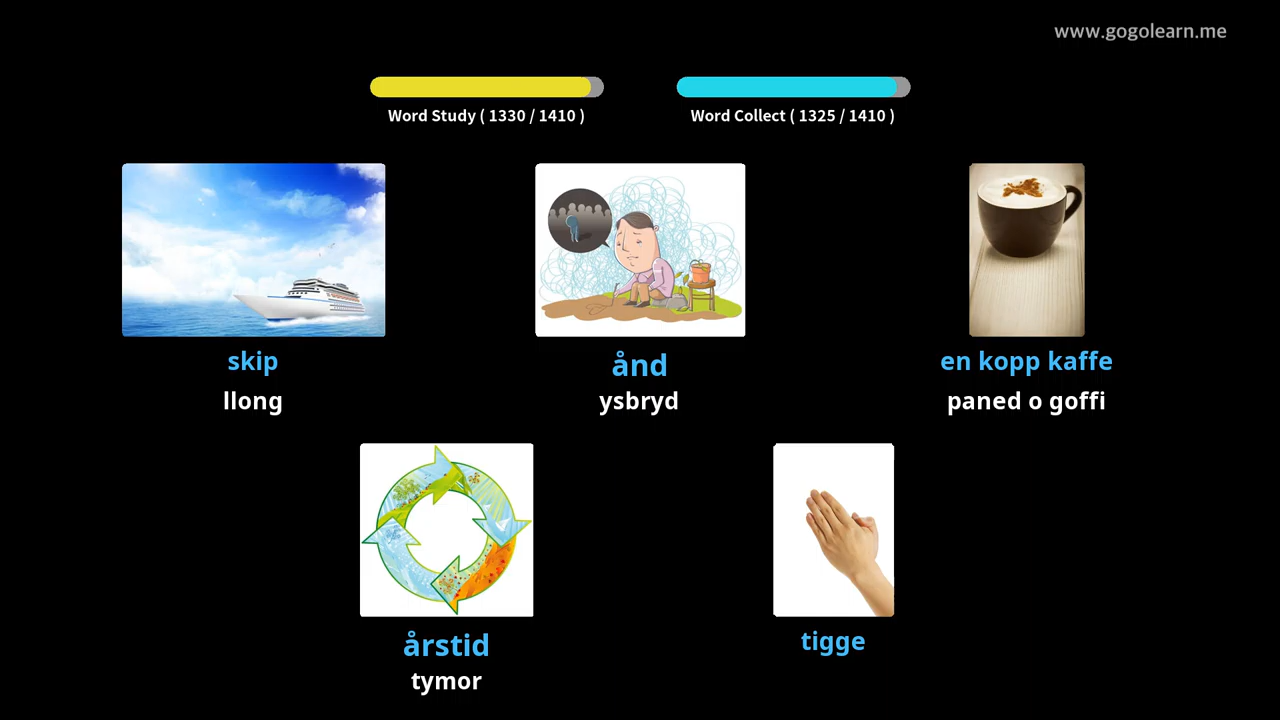 www.gogolearn.me
Word Study ( 1330 / 1410 )
Word Collect ( 1325 / 1410 )
skip
llong
ånd
ysbryd
en kopp kaffe
paned o goffi
årstid
tymor
tigge